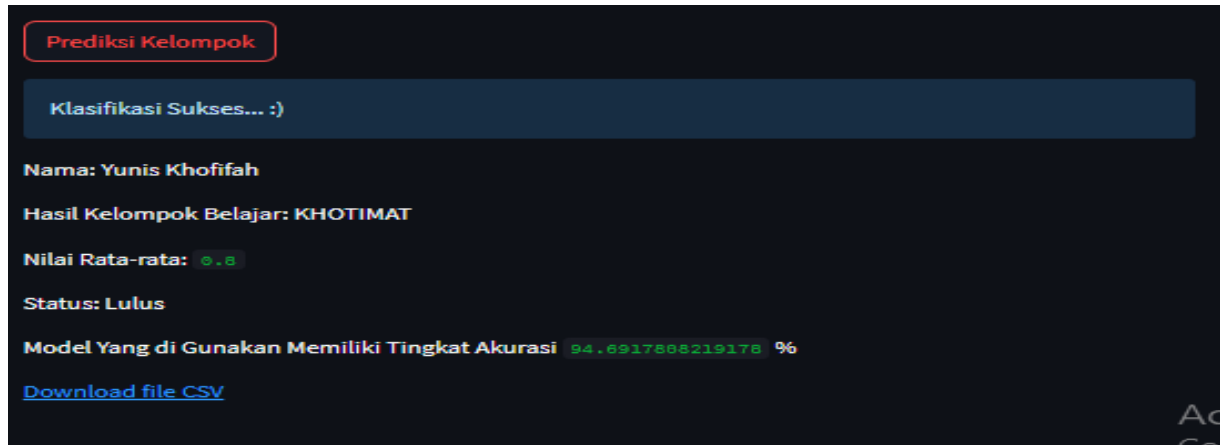 Prediksi Kelompok
Klasifikasi Sukses... :)
Nama: Yunis Khofifah
Hasil Kelompok Belajar: KHOTIMAT
Nilai Rata-rata: 0.8
Status: Lulus
Model Yang di Gunakan Memiliki Tingkat Akurasi 94.6917808219178 %
Download file CSV